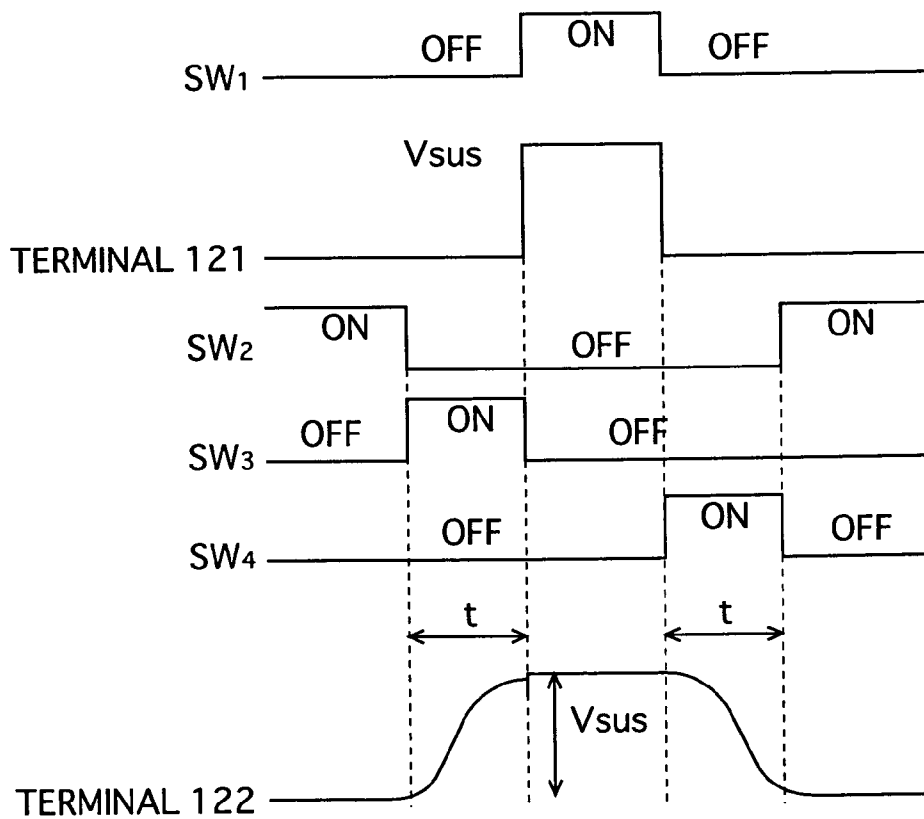 OFF ON OFF
SW1
Vsus
TERMINAL 121
ON OFF ON
SW2
OFF ON OFF
SW3
OFF ON OFF
SW4
t t
Vsus
TERMINAL 122